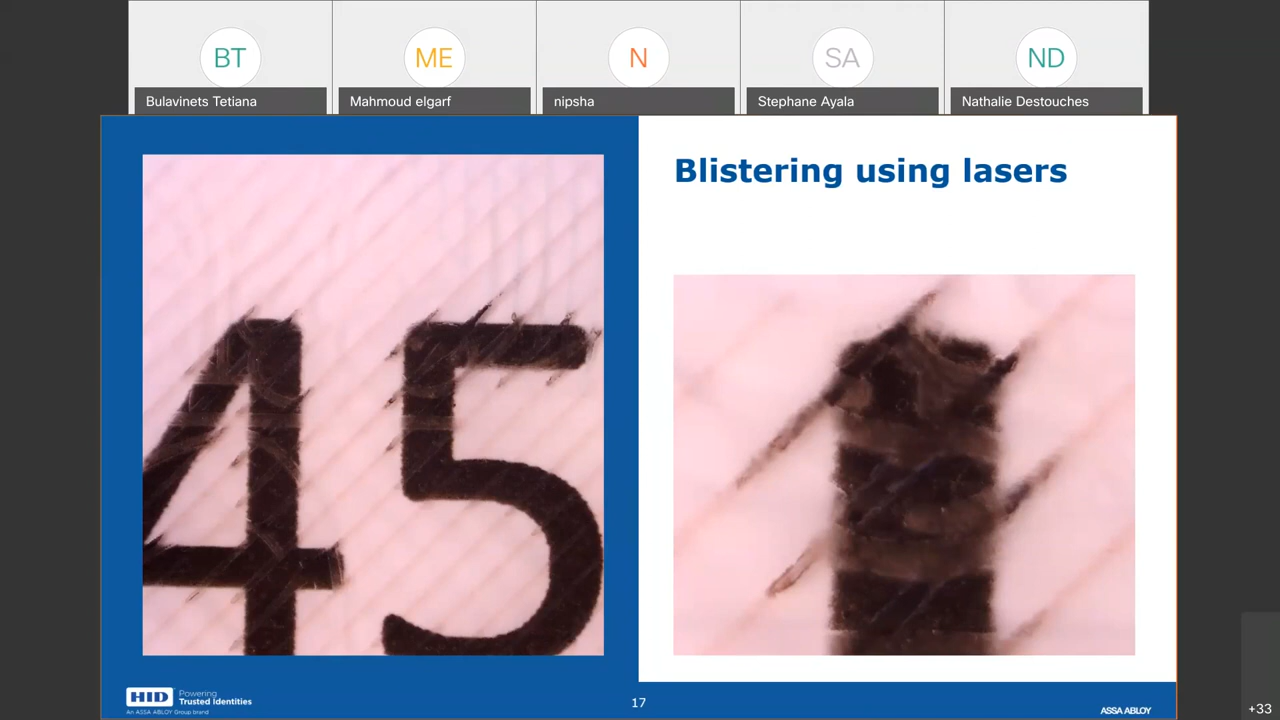 BT
ME
N
SA
ND
Bulavinets Tetiana
Mahmoud elgarf
nipsha
Stephane Ayala
Nathalie Destouches
Blistering using lasers
45
HID
Powering
Trusted Identities
An ASSA ABLOY Group brand
17
ASSA ABLOY
+33